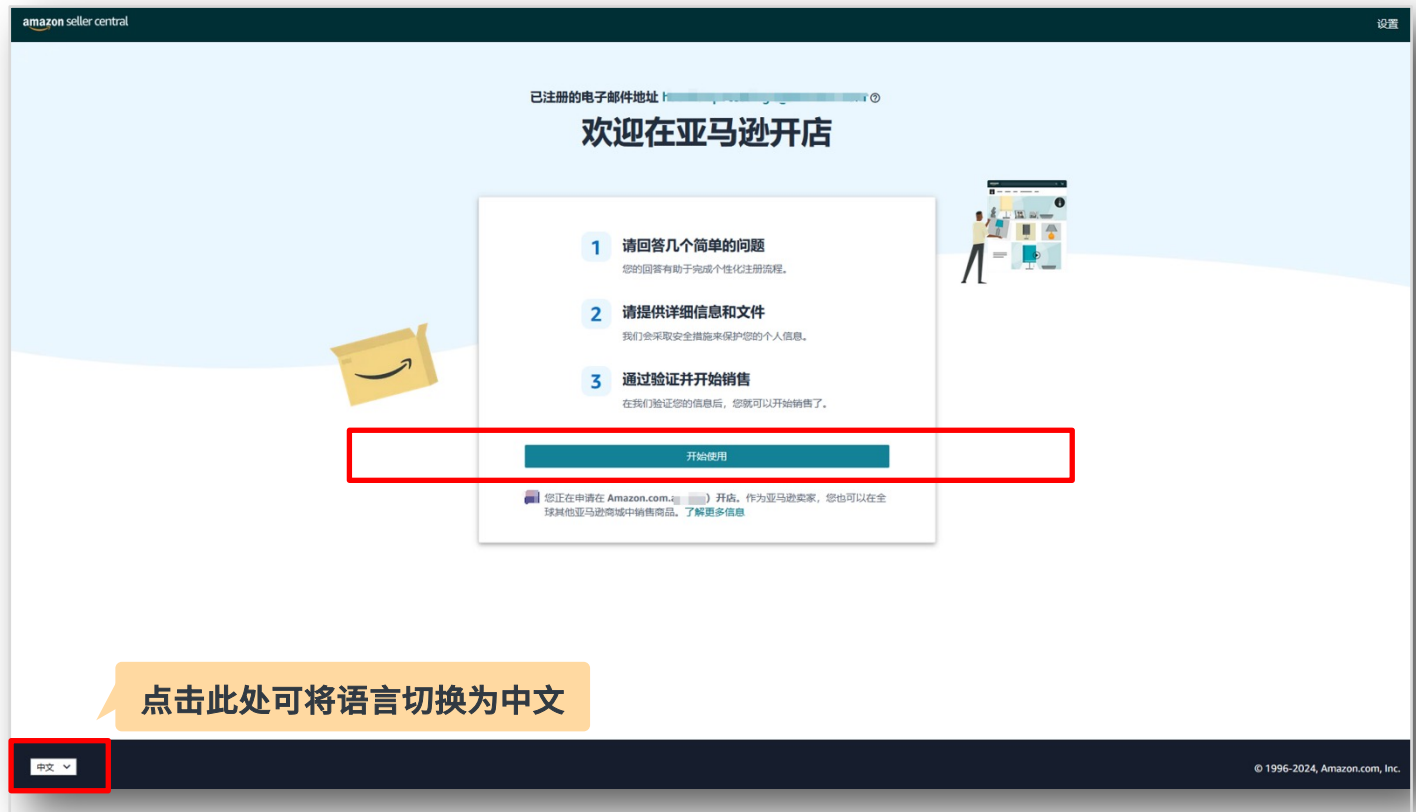 amazon seller central
设置
已注册的电子邮件地址
欢迎在亚马逊开店
1 请回答几个简单的问题
您的回答有助于完成个性化注册流程。
2 请提供详细信息和文件
我们会采取安全措施来保护您的个人信息。
3 通过验证并开始销售
在我们验证您的信息后，您就可以开始销售了。
开始使用
您正在申请在 Amazon.com. ）开店。作为亚马逊卖家，您也可以在全
球其他亚马逊商城中销售商品。了解更多信息
点击此处可将语言切换为中文
中文
© 1996-2024, Amazon.com, Inc.